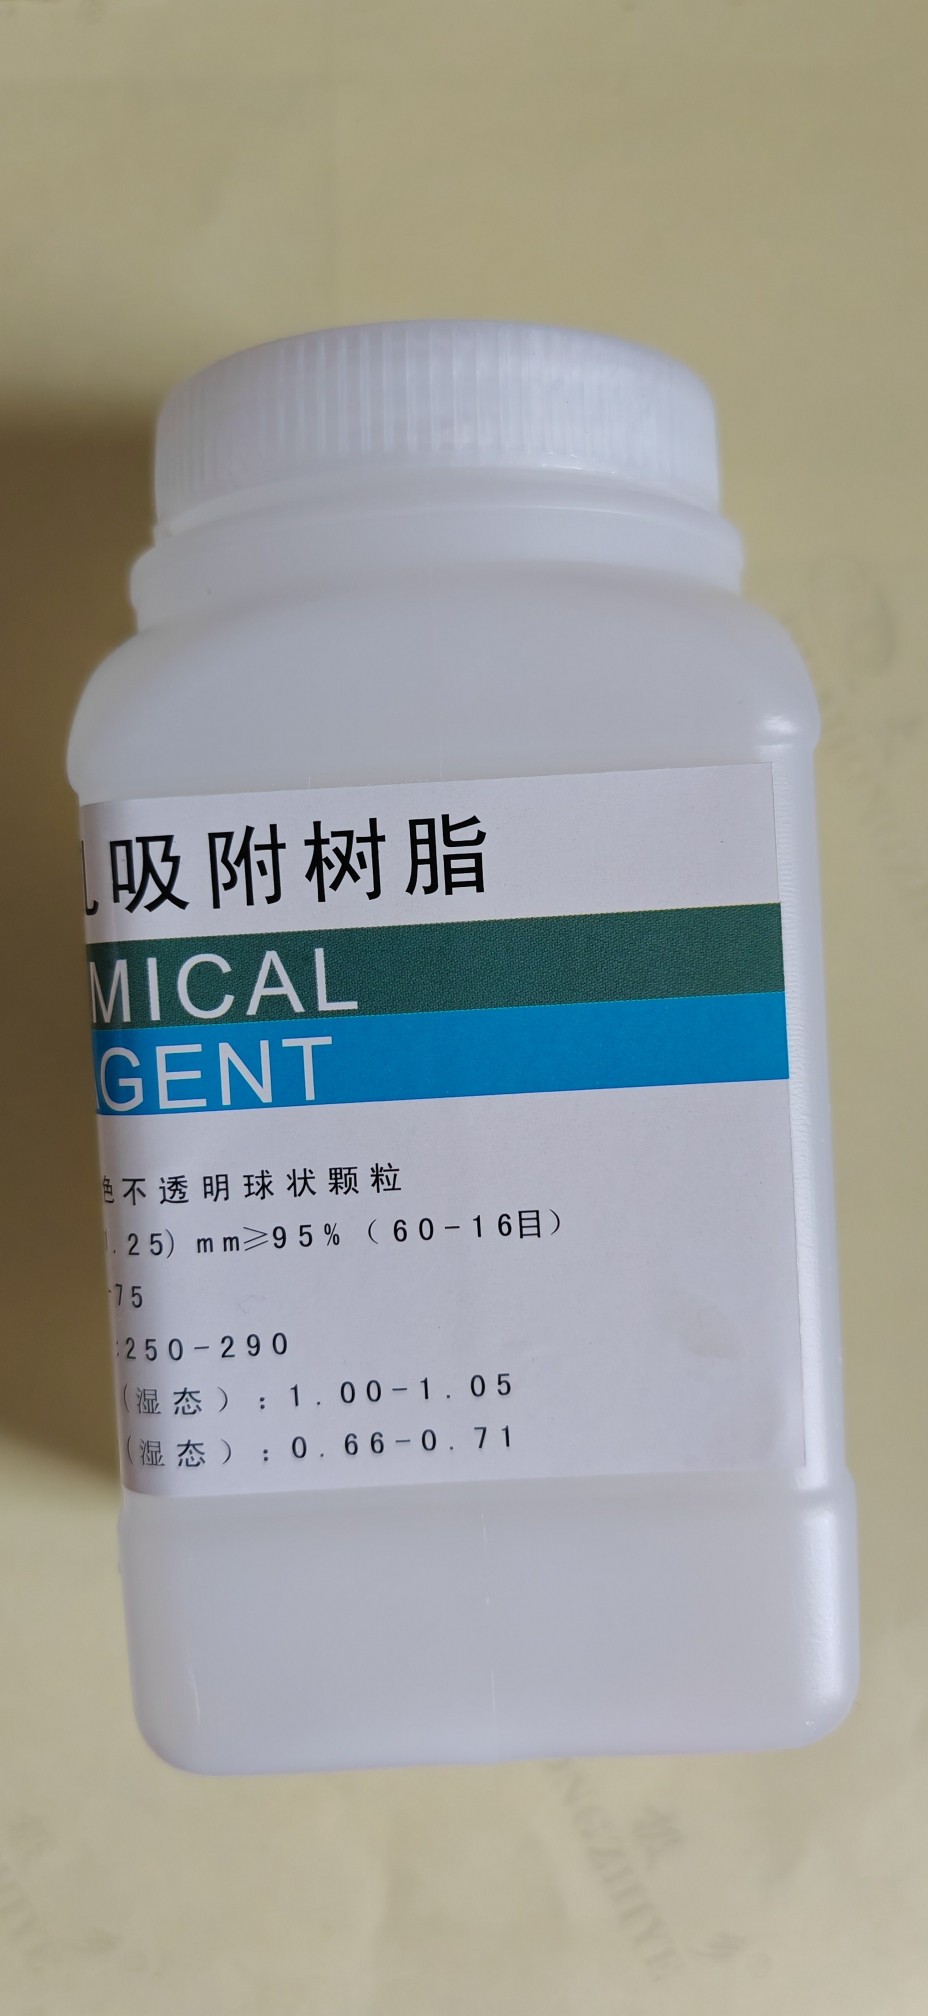 吸附树脂
MICAL
GENT
色不透明球状颗粒
.25) mm≥95% (60-16目)
-75
:250-290
(湿态):1.00-1.05
(湿态):0.66-0.71